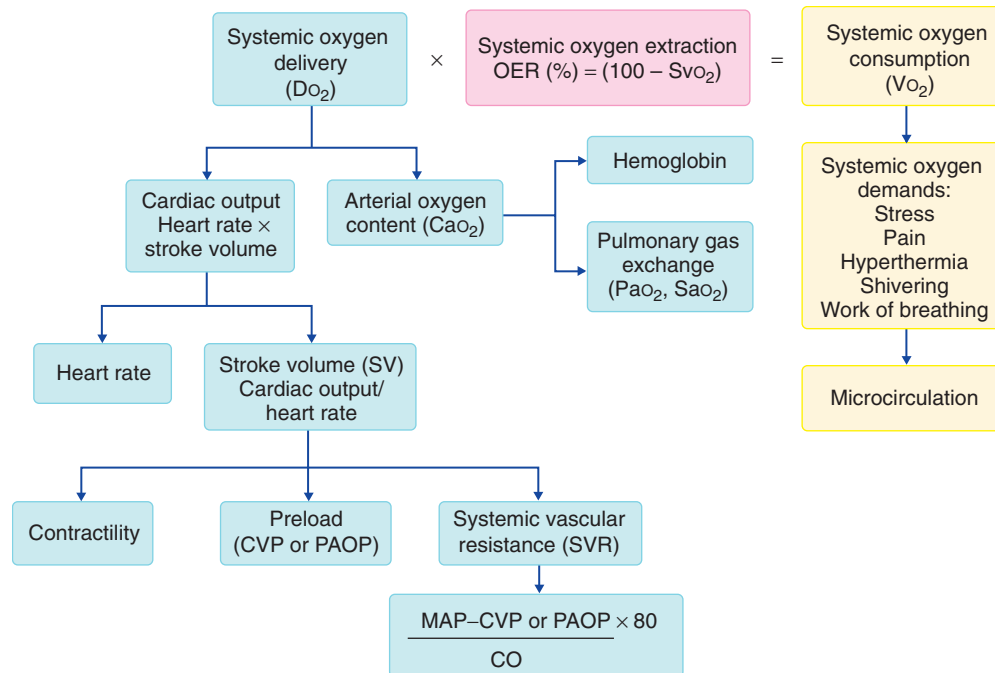 Systemic oxygen
delivery
(DO₂)
×
Systemic oxygen extraction
OER (%) = (100 – SvO₂)
=
Systemic oxygen
consumption
(VO₂)
Cardiac output
Heart rate ×
stroke volume
Arterial oxygen
content (CaO₂)
Hemoglobin
Pulmonary gas
exchange
(PaO₂, SaO₂)
Systemic oxygen
demands:
Stress
Pain
Hyperthermia
Shivering
Work of breathing
Heart rate
Stroke volume (SV)
Cardiac output/
heart rate
Microcirculation
Contractility
Preload
(CVP or PAOP)
Systemic vascular
resistance (SVR)
MAP–CVP or PAOP × 80
CO